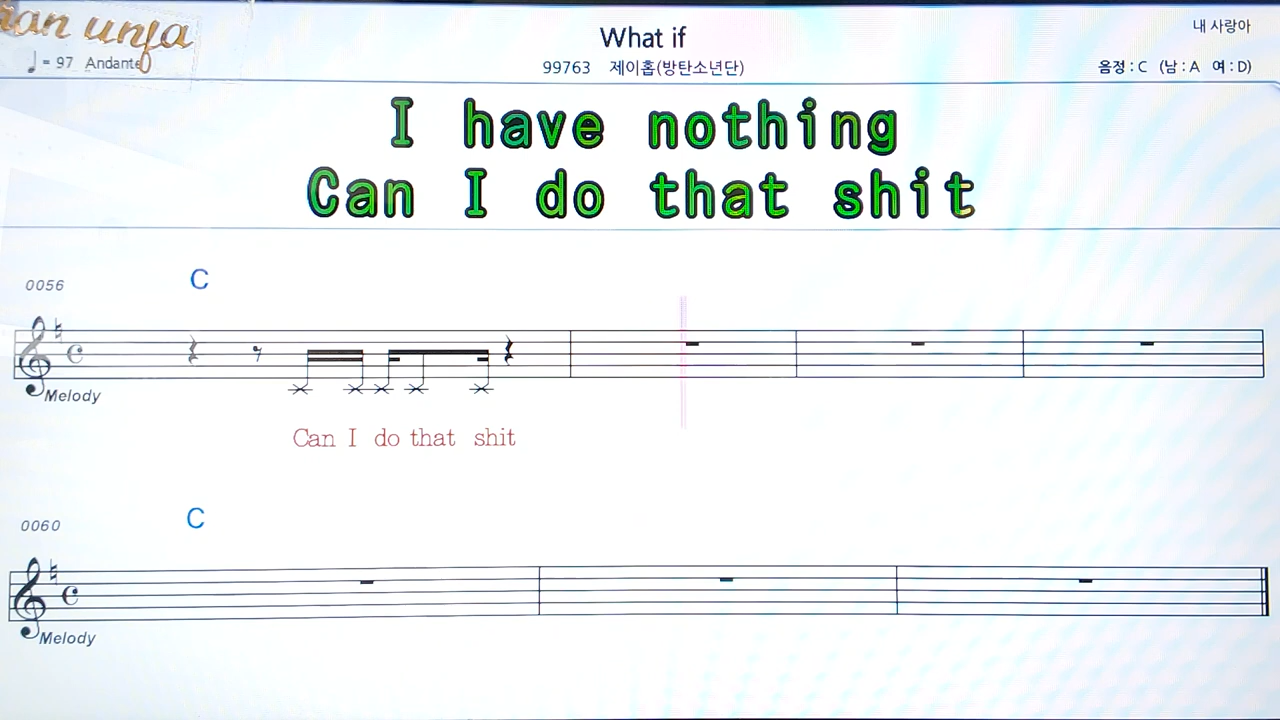 unja
내 사랑아
What if
♩ = 97 Andante
99763 제이홉(방탄소년단)
음정 : C (남 : A 여 : D)
I have nothing
Can I do that shit
0056
C
Melody
Can I do that shit
0060
C
Melody